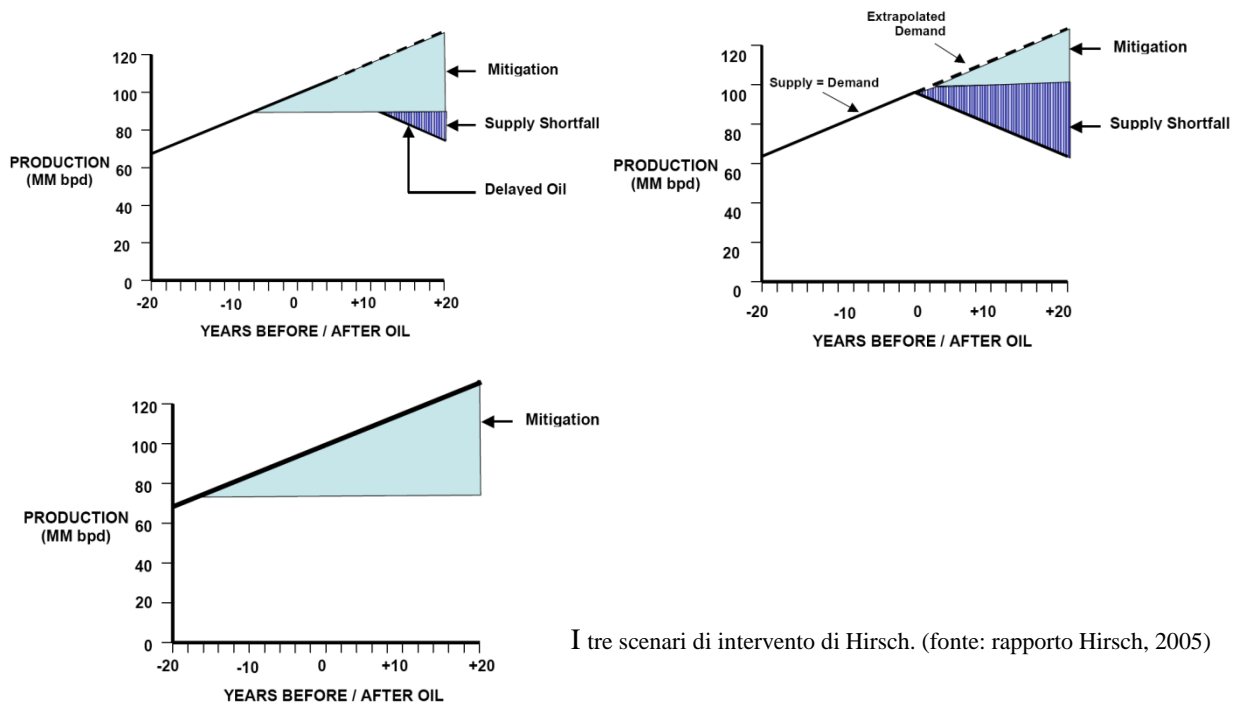 120
100
80
60
40
20
0
PRODUCTION
(MM bpd)
Mitigation
Supply Shortfall
Delayed Oil
-20 -10 0 +10 +20
YEARS BEFORE / AFTER OIL
Extrapolated
Demand
Supply = Demand
120
100
80
60
40
20
0
PRODUCTION
(MM bpd)
Mitigation
Supply Shortfall
-20 -10 0 +10 +20
YEARS BEFORE / AFTER OIL
120
100
80
60
40
20
0
PRODUCTION
(MM bpd)
Mitigation
-20 -10 0 +10 +20
YEARS BEFORE / AFTER OIL
I tre scenari di intervento di Hirsch. (fonte: rapporto Hirsch, 2005)